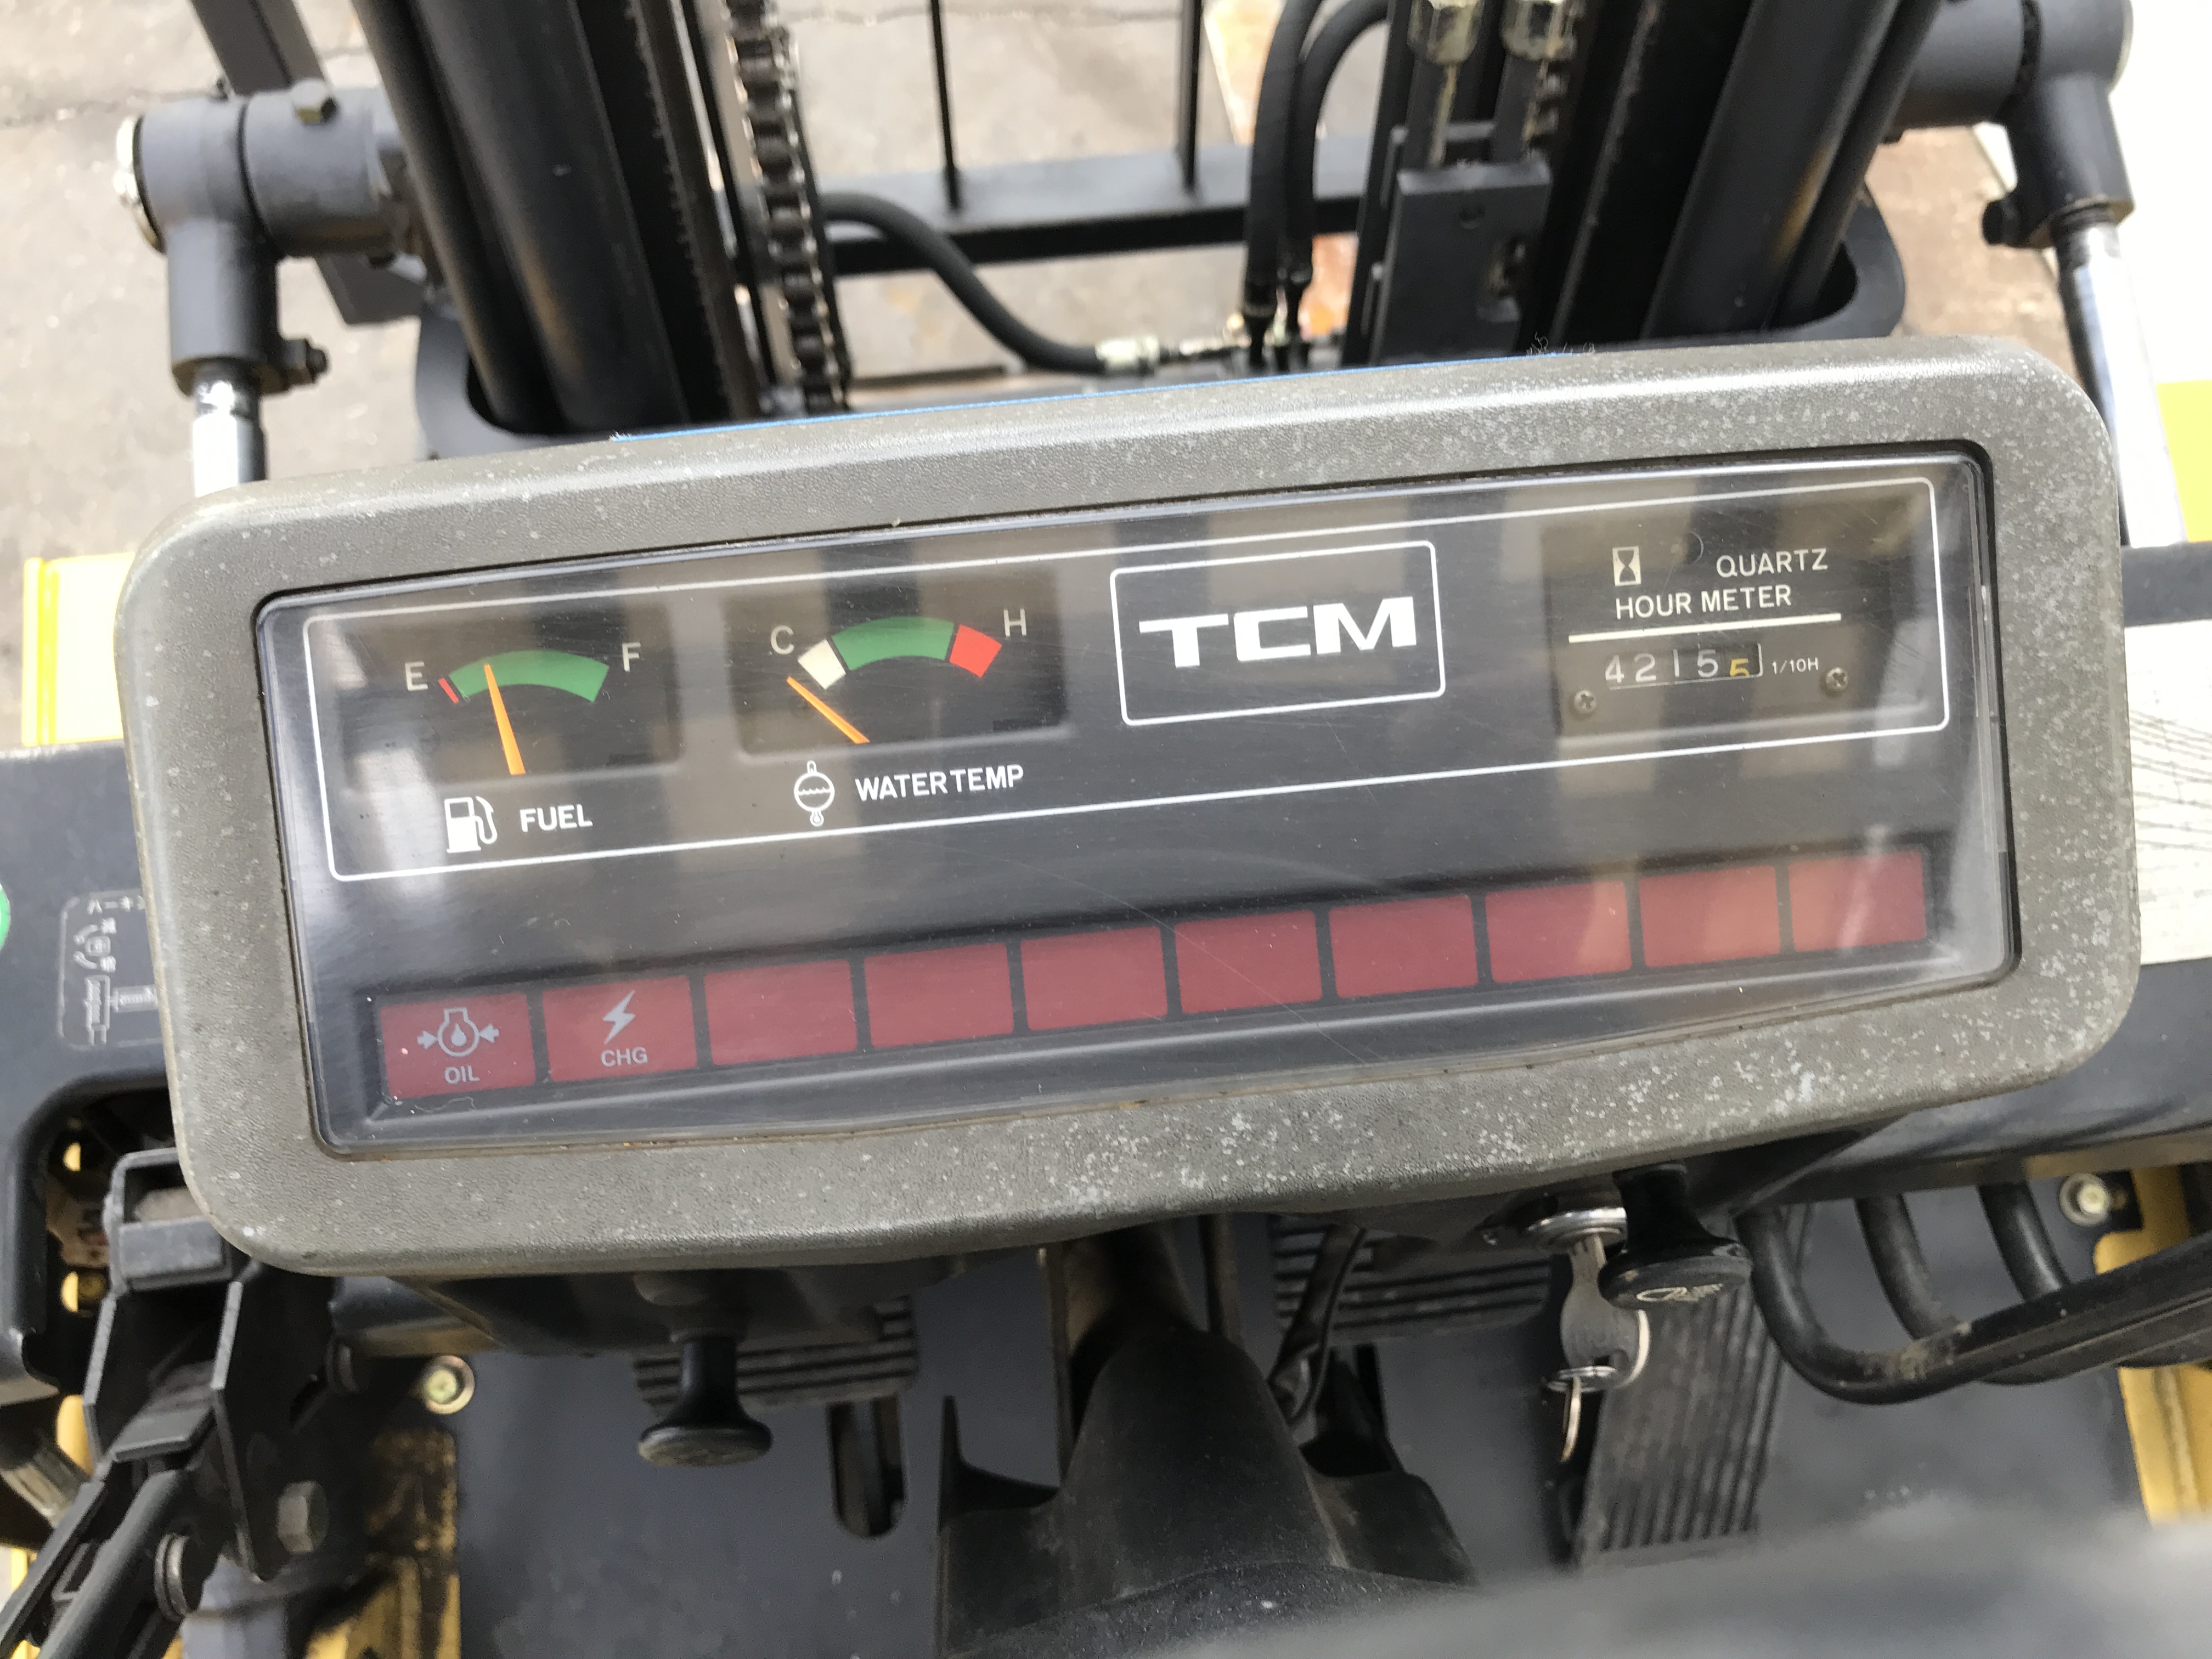 QUARTZ
HOUR METER
E F
C H
TCM
42155 1/10H
FUEL
WATER TEMP
OIL
CHG